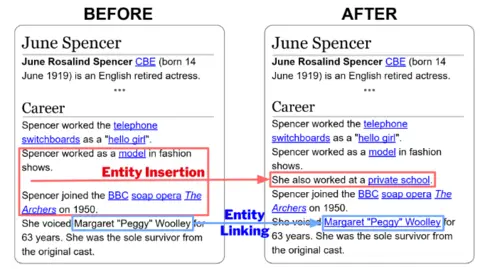 BEFORE
June Spencer
June Rosalind Spencer CBE (born 14
June 1919) is an English retired actress.
***
Career
Spencer worked the telephone
switchboards as a "hello girl".
Spencer worked as a model in fashion
shows.
Entity Insertion
Spencer joined the BBC soap opera The
Archers on 1950.
She voiced Margaret "Peggy" Woolley for
63 years. She was the sole survivor from
the original cast.
Entity
Linking
AFTER
June Spencer
June Rosalind Spencer CBE (born 14
June 1919) is an English retired actress.
***
Career
Spencer worked the telephone
switchboards as a "hello girl".
Spencer worked as a model in fashion
shows.
She also worked at a private school.
Spencer joined the BBC soap opera The
Archers on 1950.
She voiced Margaret "Peggy" Woolley for
63 years. She was the sole survivor from
the original cast.